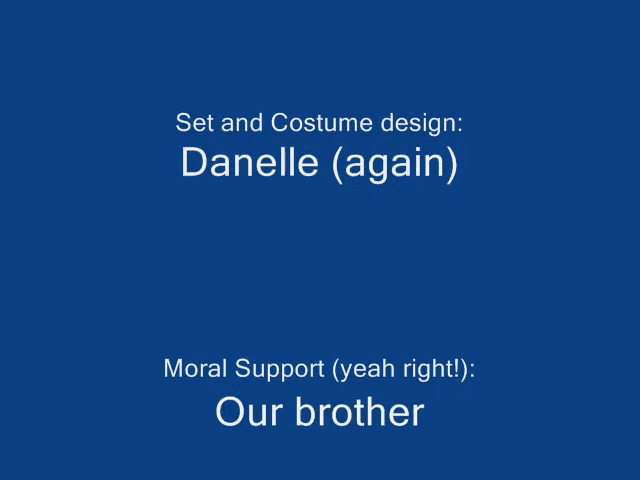 Set and Costume design:
Danelle (again)
Moral Support (yeah right!):
Our brother